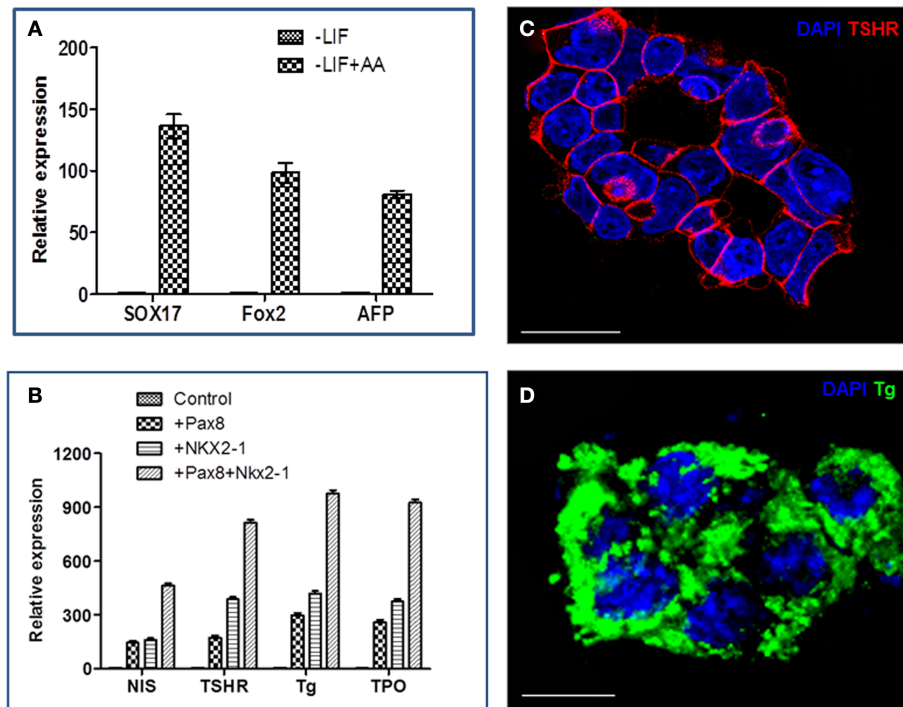 A
-LIF
-LIF+AA
Relative expression
200
150
100
50
0
SOX17 Fox2 AFP
B
Control
+Pax8
+NKX2-1
+Pax8+Nkx2-1
Relative expression
1200
900
600
300
0
NIS TSHR Tg TPO
C
DAPI TSHR
D
DAPI Tg